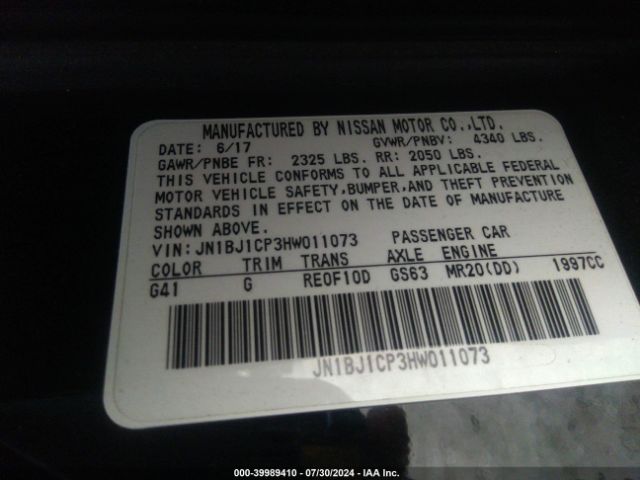 MANUFACTURED BY NISSAN MOTOR CO.,LTD.
DATE: 6/17 GVWR/PNBV: 4340 LBS.
GAWR/PNBE FR: 2325 LBS. RR: 2050 LBS.
THIS VEHICLE CONFORMS TO ALL APPLICABLE FEDERAL
MOTOR VEHICLE SAFETY,BUMPER,AND THEFT PREVENTION
STANDARDS IN EFFECT ON THE DATE OF MANUFACTURE
SHOWN ABOVE.
VIN: JN1BJ1CP3HW011073 PASSENGER CAR
COLOR TRIM TRANS AXLE ENGINE
G41 G RE0F10D GS63 MR20(DD) 1997CC
JN1BJ1CP3HW011073
000-39989410 - 07/30/2024 - IAA Inc.